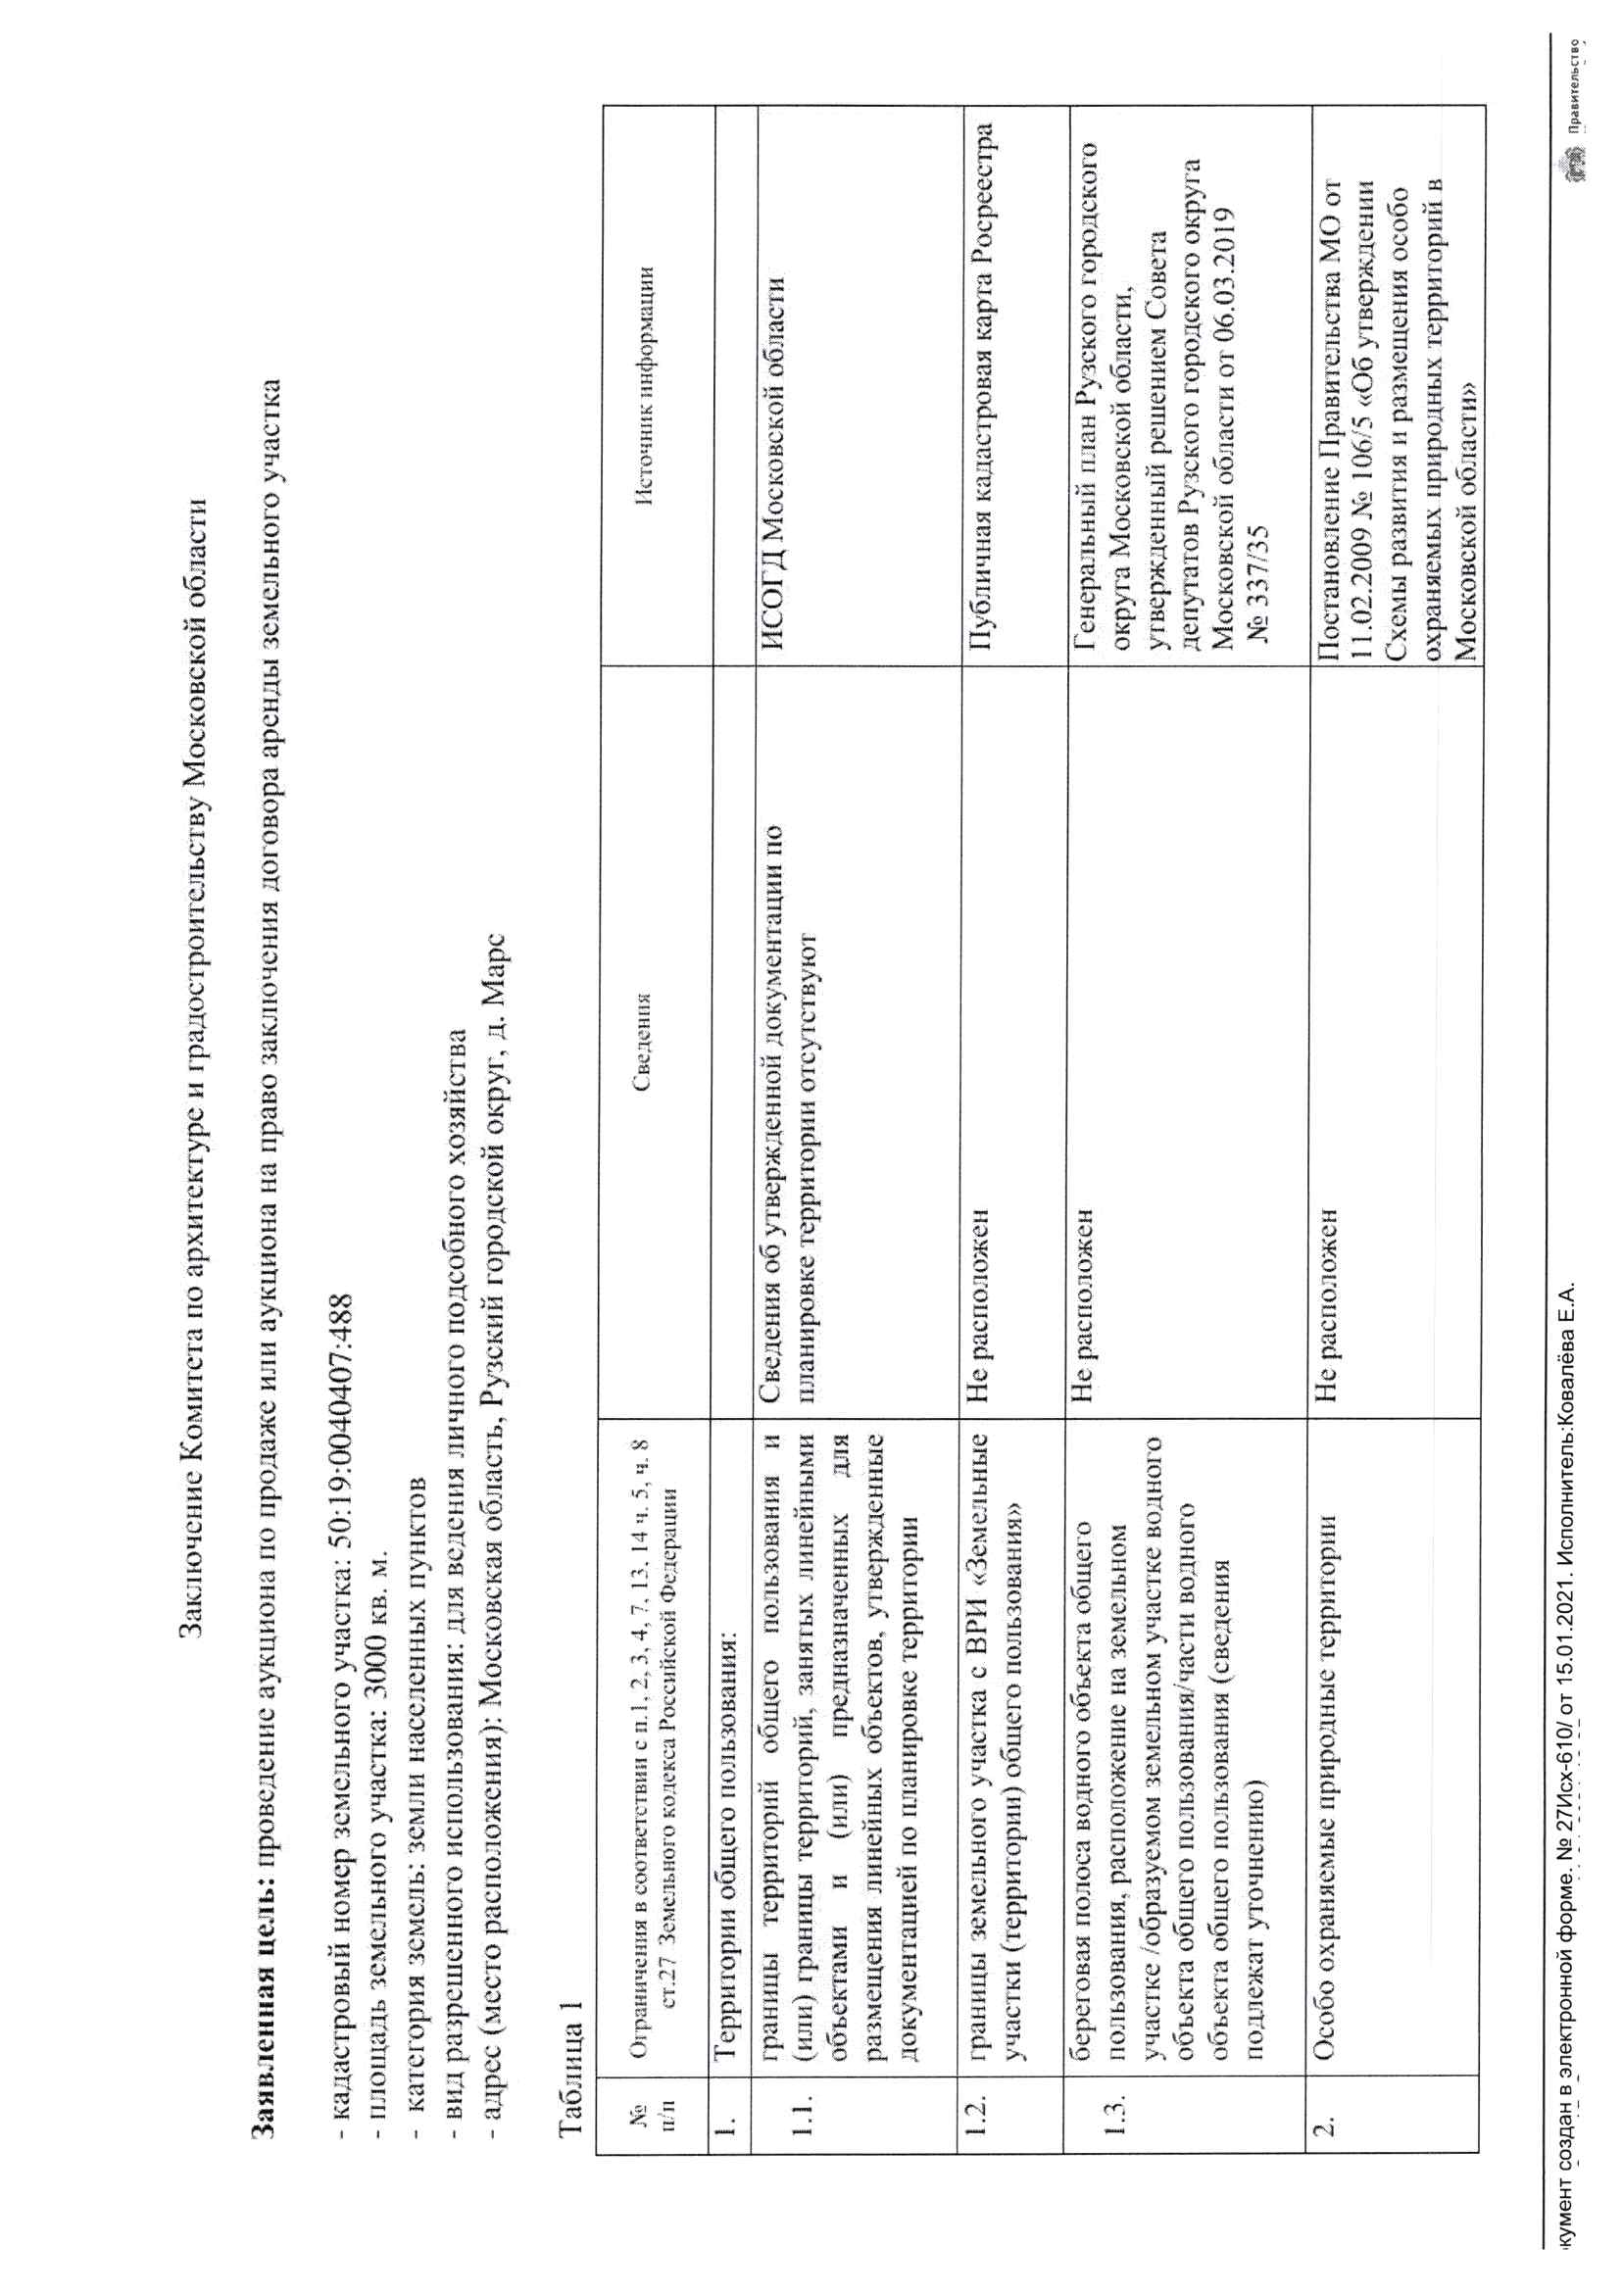 Заключение Комитета по архитектуре и градостроительству Московской области
Заявленная цель: проведение аукциона по продаже или аукциона на право заключения договора аренды земельного участка
- кадастровый номер земельного участка: 50:19:0040407:488
- площадь земельного участка: 3000 кв. м.
- категория земель: земли населенных пунктов
- вид разрешенного использования: для ведения личного подсобного хозяйства
- адрес (место расположения): Московская область, Рузский городской округ, д. Марс
Таблица 1
№
п/п
Ограничения в соответствии с п.1, 2, 3, 4, 7, 13, 14 ч. 5, ч. 8
ст.27 Земельного кодекса Российской Федерации
Сведения
Источник информации
1.
Территории общего пользования:
1.1.
границы территорий общего пользования и
(или) границы территорий, занятых линейными
объектами и (или) предназначенных для
размещения линейных объектов, утвержденные
документацией по планировке территории
Сведения об утвержденной документации по
планировке территории отсутствуют
ИСОГД Московской области
1.2.
границы земельного участка с ВРИ «Земельные
участки (территории) общего пользования»
Не расположен
Публичная кадастровая карта Росреестра
1.3.
береговая полоса водного объекта общего
пользования, расположение на земельном
участке /образуемом земельном участке водного
объекта общего пользования/части водного
объекта общего пользования (сведения
подлежат уточнению)
Не расположен
Генеральный план Рузского городского
округа Московской области,
утвержденный решением Совета
депутатов Рузского городского округа
Московской области от 06.03.2019
№ 337/35
2.
Особо охраняемые природные территории
Не расположен
Постановление Правительства МО от
11.02.2009 № 106/5 «Об утверждении
Схемы развития и размещения особо
охраняемых природных территорий в
Московской области»
кумент создан в электронной форме. № 27Исх-610/ от 15.01.2021. Исполнитель:Ковалёва Е.А.
Правительство